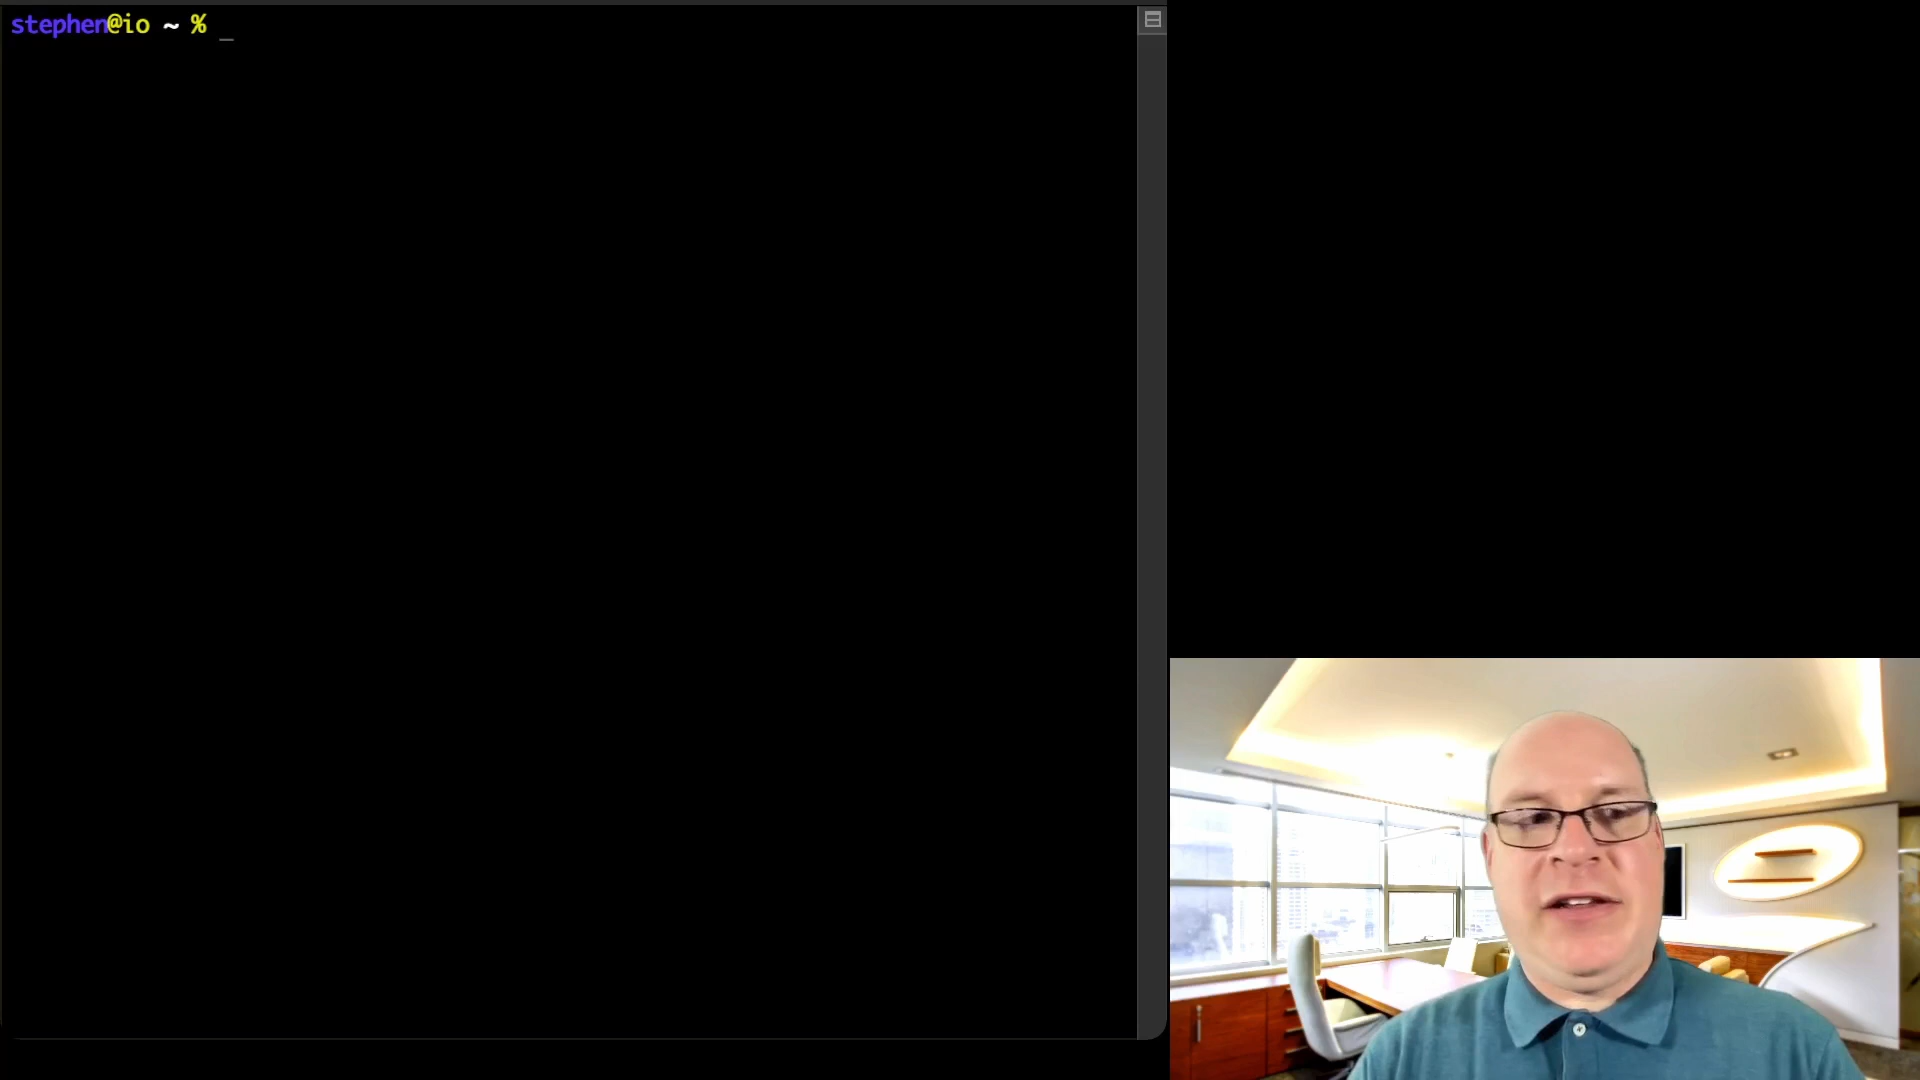 stephen@io ~ % _